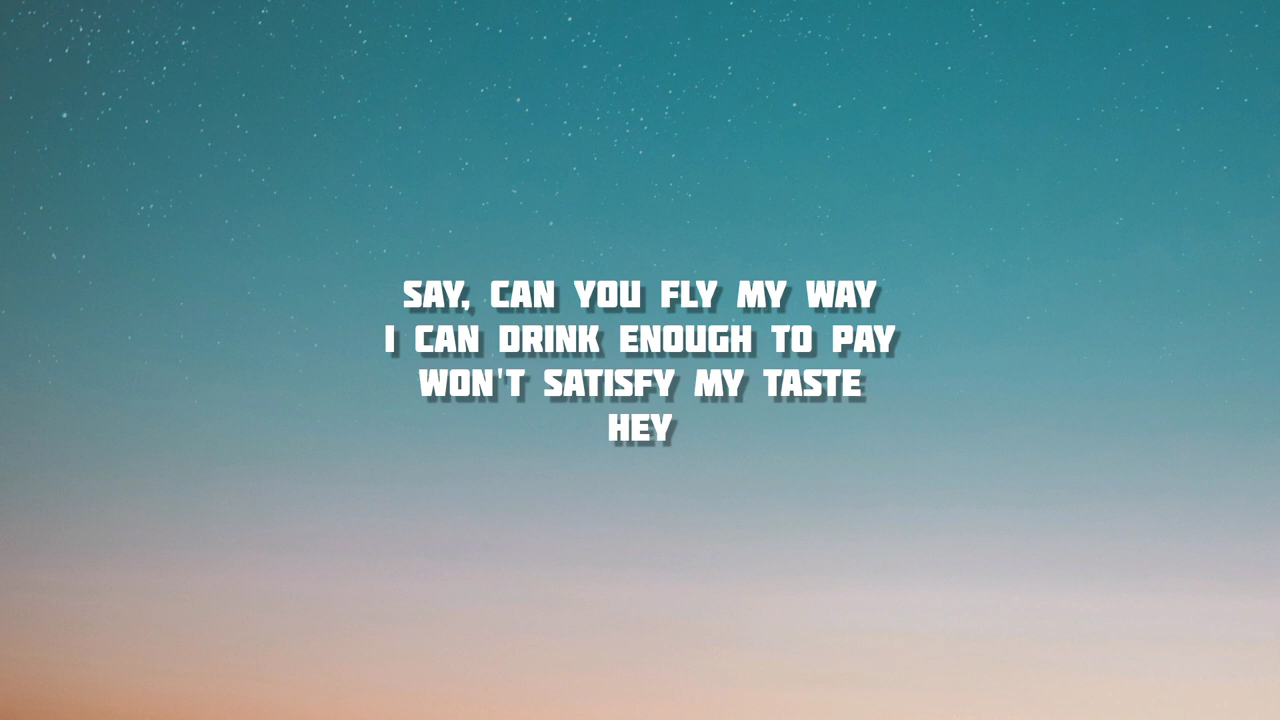 SAY, CAN YOU FLY MY WAY
I CAN DRINK ENOUGH TO PAY
WON'T SATISFY MY TASTE
HEY